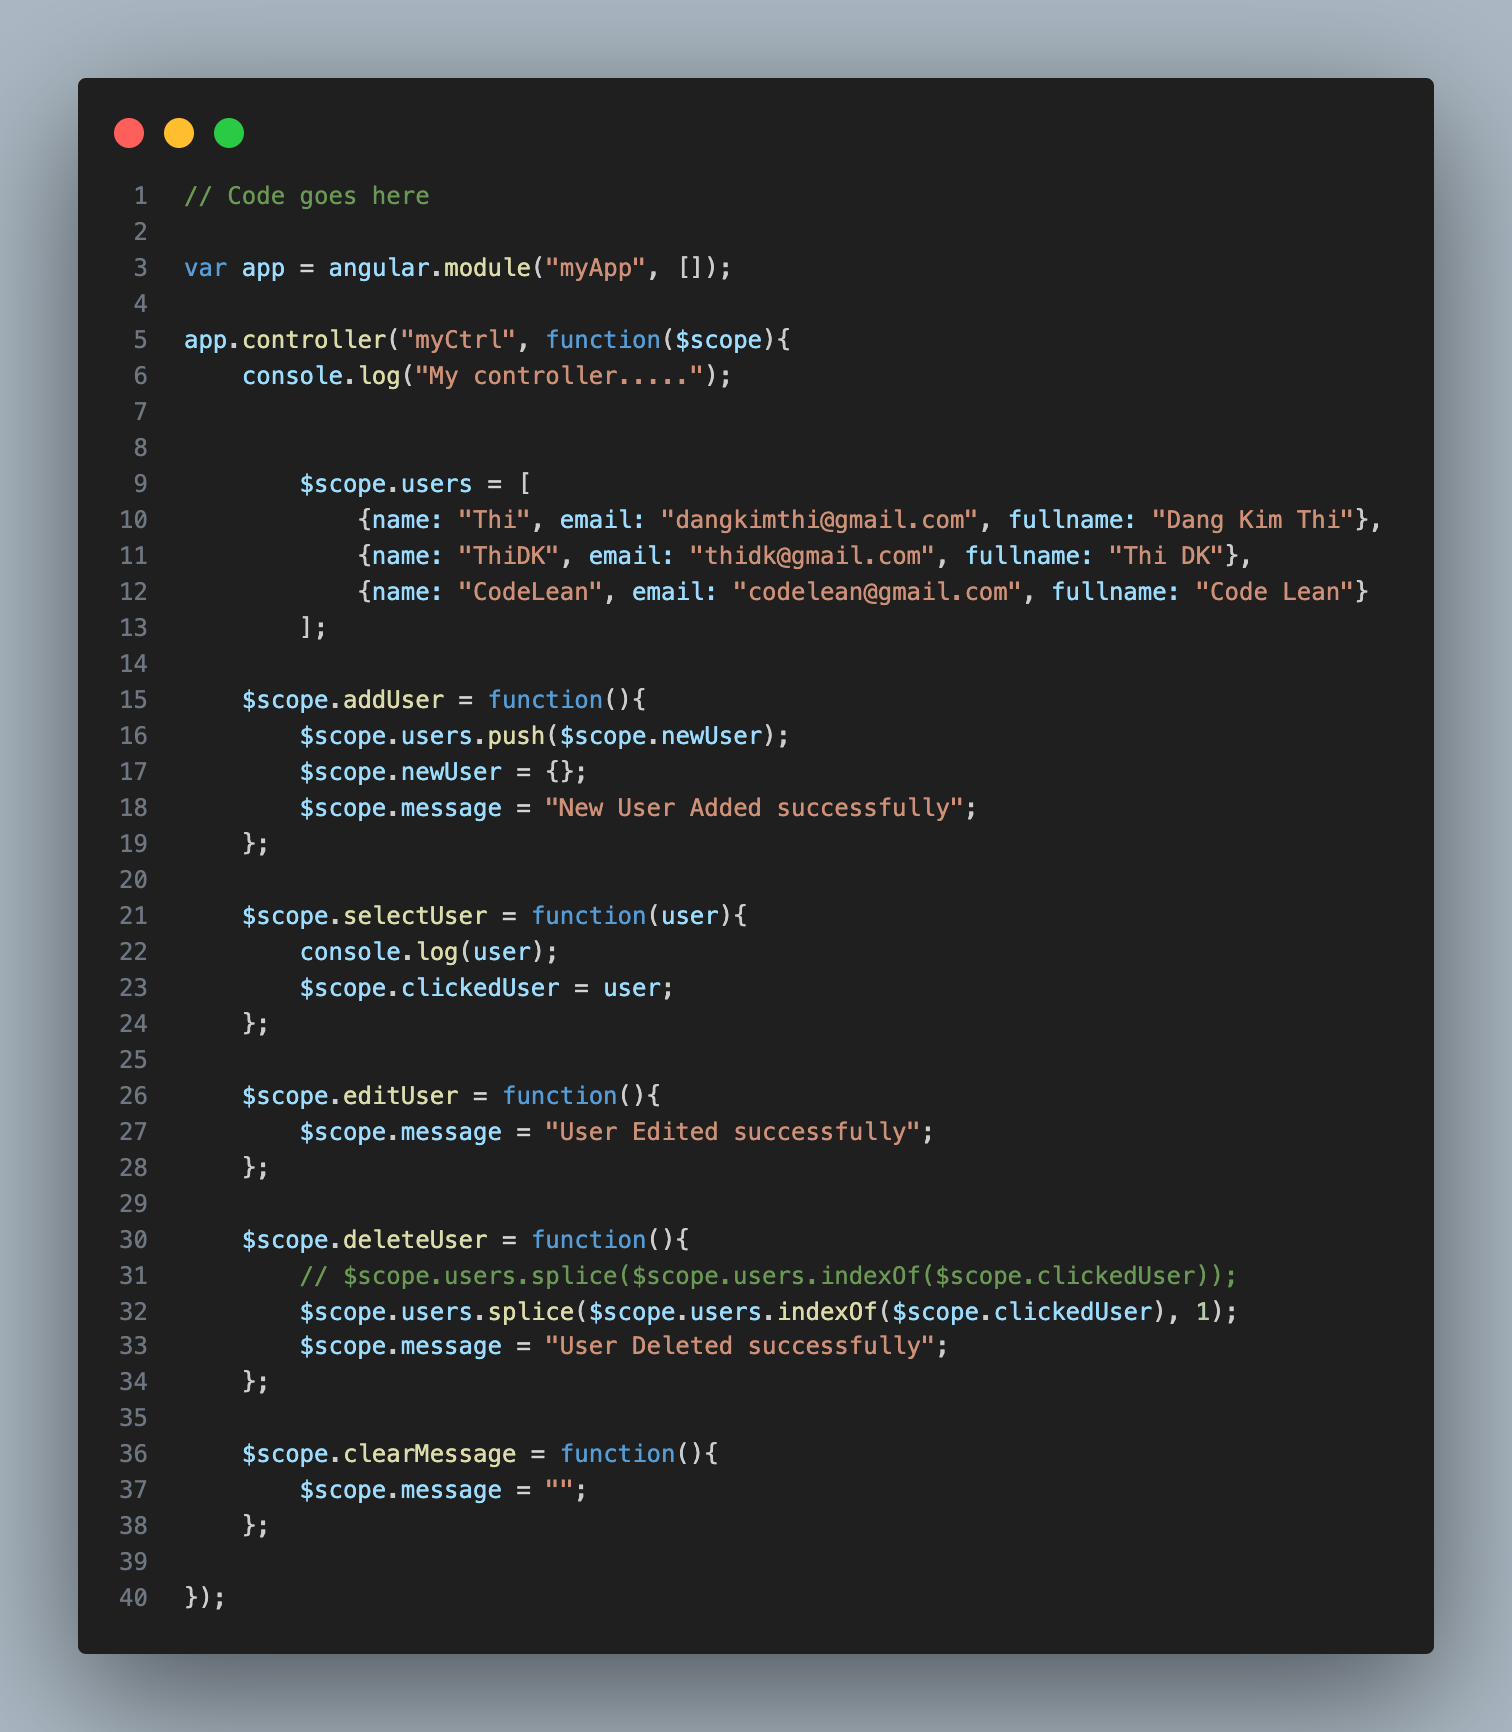 1 // Code goes here
2
3 var app = angular.module("myApp", []);
4
5 app.controller("myCtrl", function($scope){
6     console.log("My controller.....");
7
8
9         $scope.users = [
10             {name: "Thi", email: "dangkimthi@gmail.com", fullname: "Dang Kim Thi"},
11             {name: "ThiDK", email: "thidk@gmail.com", fullname: "Thi DK"},
12             {name: "CodeLean", email: "codelean@gmail.com", fullname: "Code Lean"}
13         ];
14
15     $scope.addUser = function(){
16         $scope.users.push($scope.newUser);
17         $scope.newUser = {};
18         $scope.message = "New User Added successfully";
19     };
20
21     $scope.selectUser = function(user){
22         console.log(user);
23         $scope.clickedUser = user;
24     };
25
26     $scope.editUser = function(){
27         $scope.message = "User Edited successfully";
28     };
29
30     $scope.deleteUser = function(){
31         // $scope.users.splice($scope.users.indexOf($scope.clickedUser));
32         $scope.users.splice($scope.users.indexOf($scope.clickedUser), 1);
33         $scope.message = "User Deleted successfully";
34     };
35
36     $scope.clearMessage = function(){
37         $scope.message = "";
38     };
39
40 });